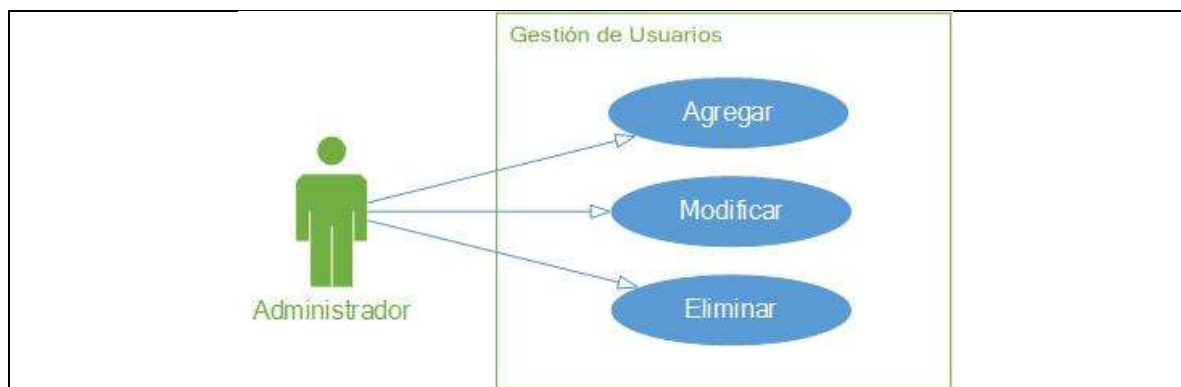 Gestión de Usuarios
Agregar
Modificar
Administrador
Eliminar